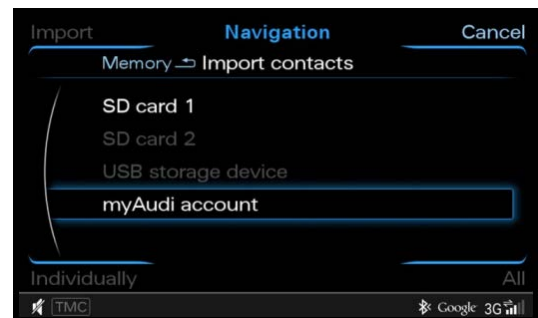 Import Navigation Cancel
Memory Import contacts
SD card 1
SD card 2
USB storage device
myAudi account
Individually All
TMC Google 3G